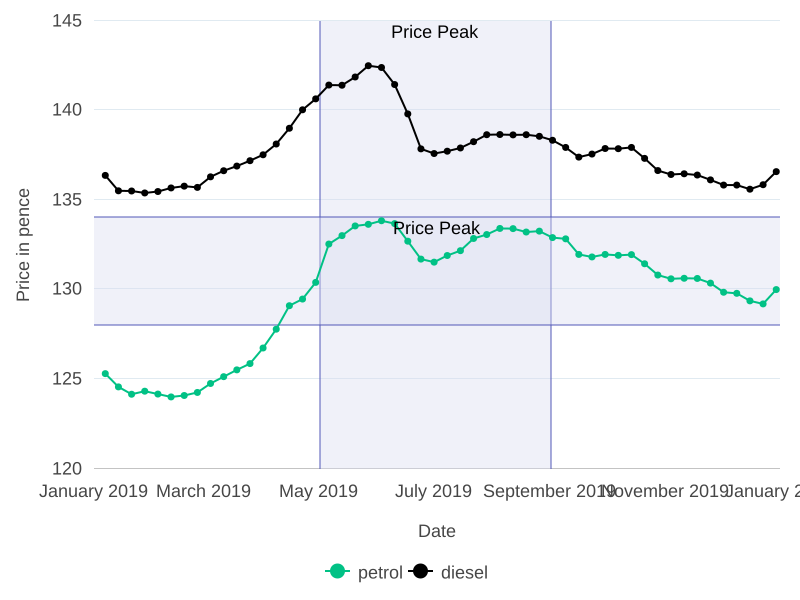 145
Price Peak
140
135
Price Peak
130
125
120
Price in pence
January 2019 March 2019 May 2019 July 2019 September 2019 November 2019 January 2
Date
petrol diesel